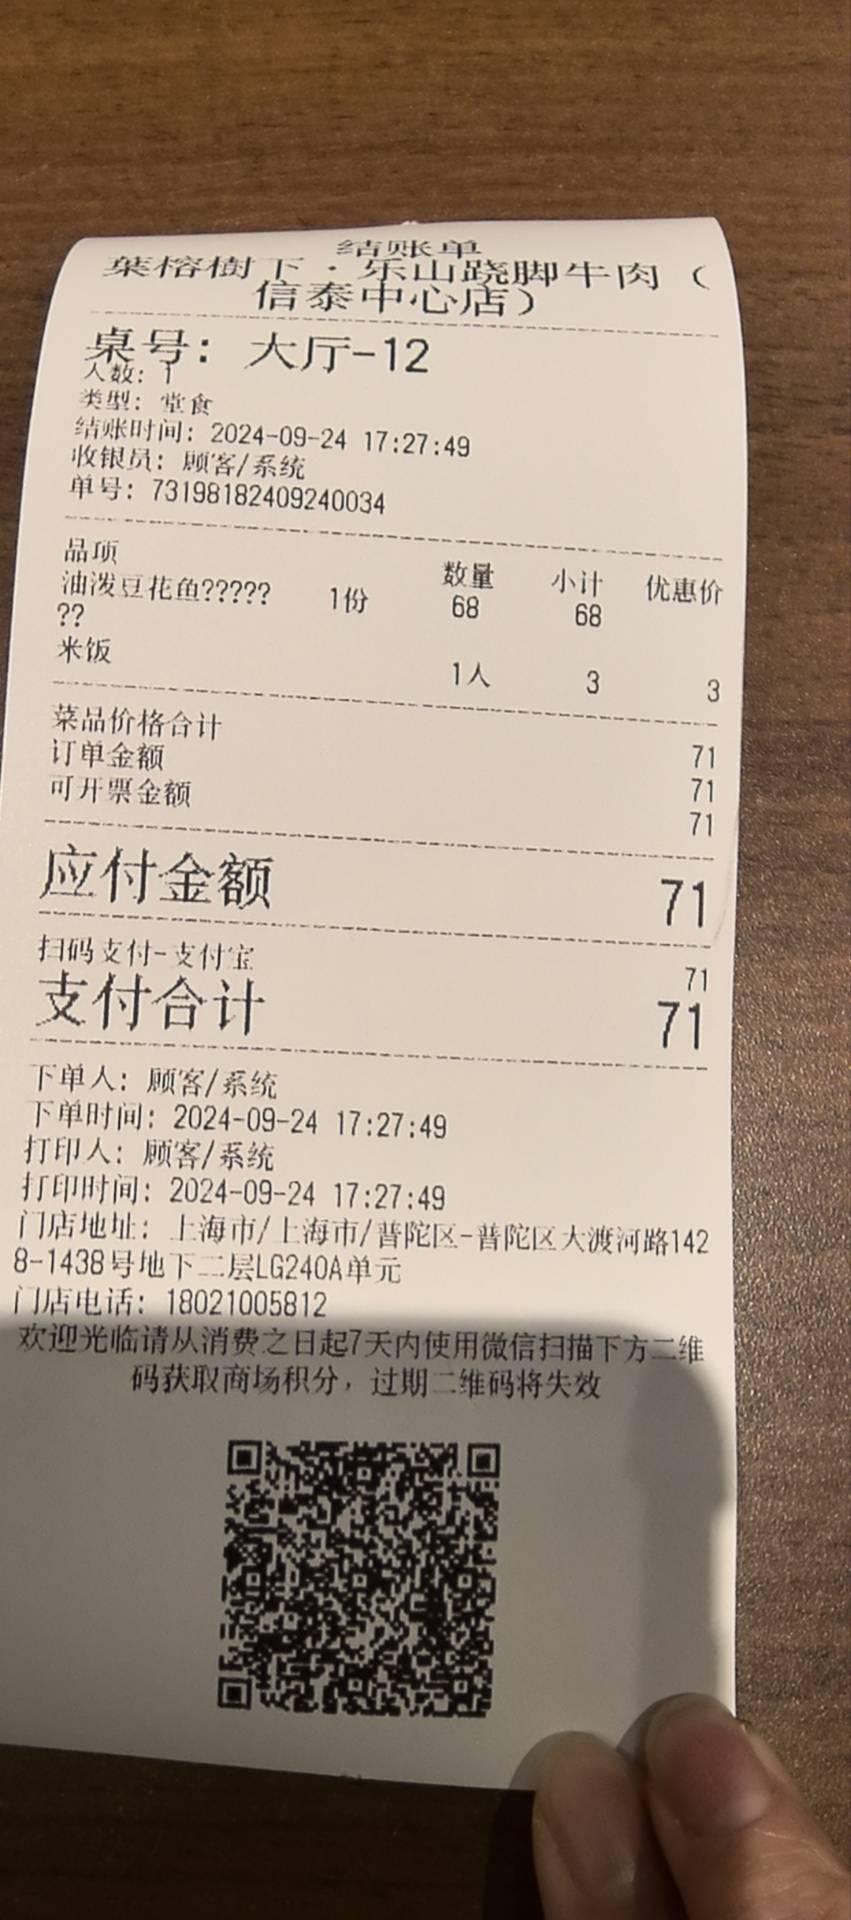 结账单
葉榕樹下·乐山跷脚牛肉（
信泰中心店）
桌号: 大厅-12
人数: 1
类型: 堂食
结账时间: 2024-09-24 17:27:49
收银员: 顾客/系统
单号: 73198182409240034
品项 数量 小计 优惠价
油泼豆花鱼????? 1份 68 68
??
米饭 1人 3 3
菜品价格合计 71
订单金额 71
可开票金额 71
应付金额 71
扫码支付-支付宝 71
支付合计 71
下单人: 顾客/系统
下单时间: 2024-09-24 17:27:49
打印人: 顾客/系统
打印时间: 2024-09-24 17:27:49
门店地址: 上海市/上海市/普陀区-普陀区大渡河路142
8-1438号地下二层LG240A单元
门店电话: 18021005812
欢迎光临请从消费之日起7天内使用微信扫描下方二维
码获取商场积分，过期二维码将失效